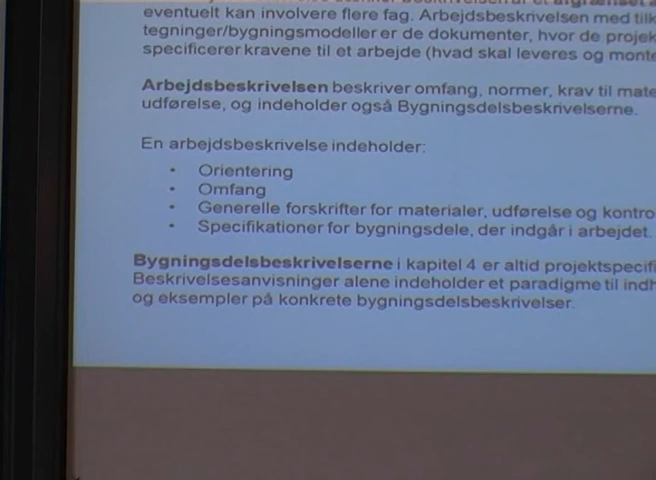 eventuelt kan involvere flere fag. Arbejdsbeskrivelsen med
tegninger/bygningsmodeller er de dokumenter, hvor de
specificerer kravene til et arbejde (hvad skal leveres og
Arbejdsbeskrivelsen beskriver omfang, normer, krav til
udførelse, og indeholder også Bygningsdelsbeskrivelserne.
En arbejdsbeskrivelse indeholder:
• Orientering
• Omfang
• Generelle forskrifter for materialer, udførelse og
• Specifikationer for bygningsdele, der indgår i arbejdet.
Bygningsdelsbeskrivelserne i kapitel 4 er altid
Beskrivelsesanvisninger alene indeholder et paradigme til
og eksempler på konkrete bygningsdelsbeskrivelser.